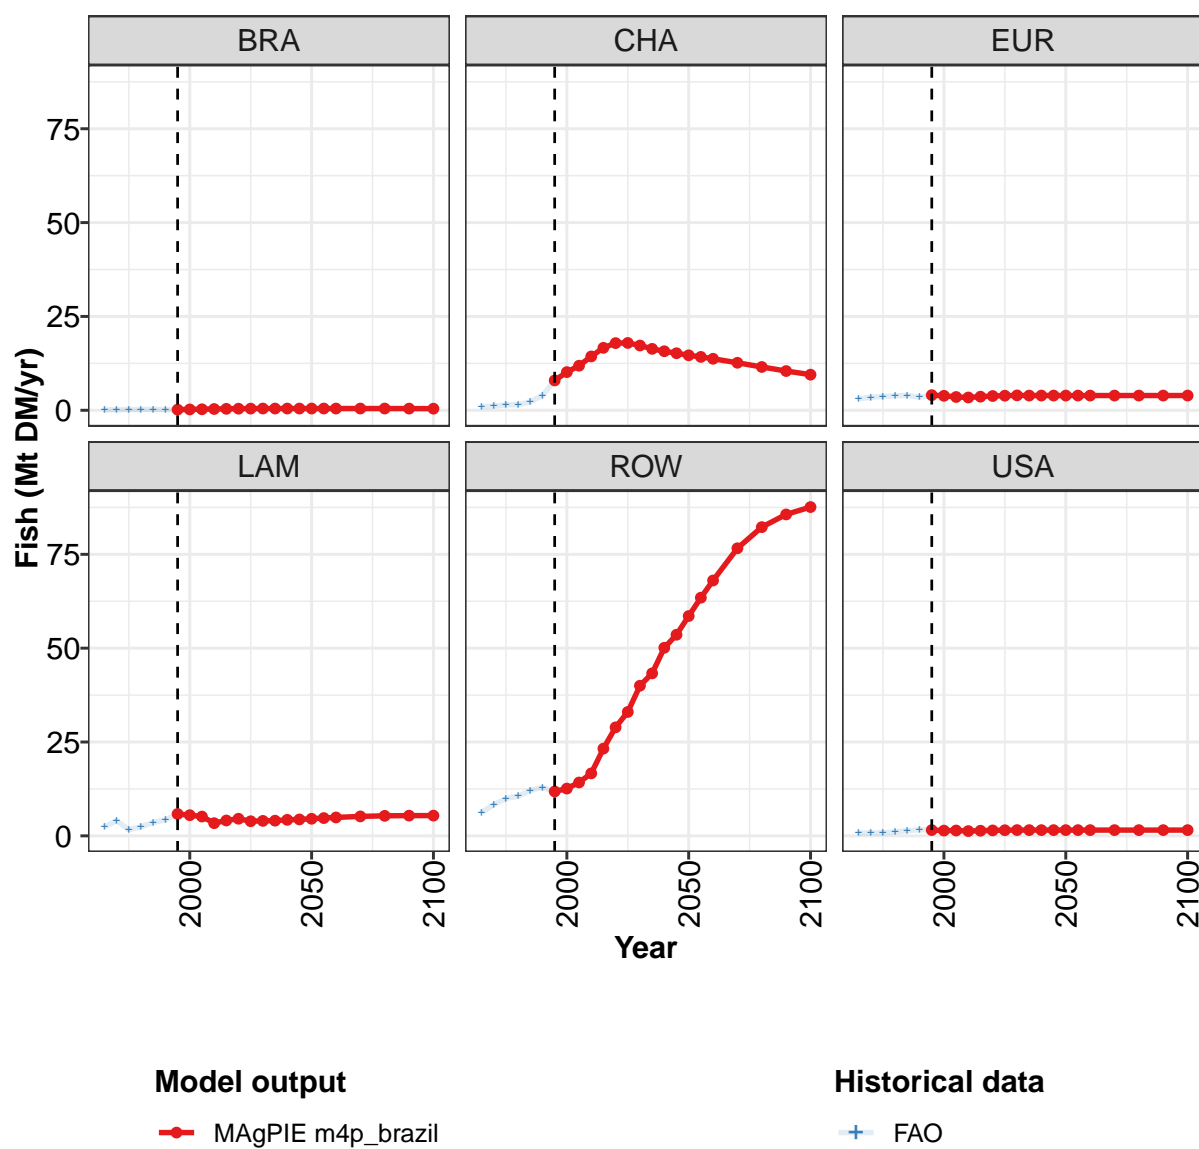 BRA CHA EUR
75
50
25
0
LAM ROW USA
75
50
25
0
Fish (Mt DM/yr)
2000 2050 2100 2000 2050 2100 2000 2050 2100
Year
Model output Historical data
MAgPIE m4p_brazil FAO